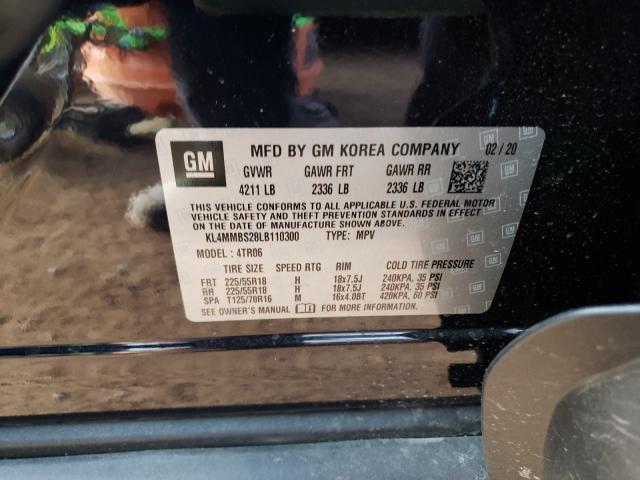 GM
MFD BY GM KOREA COMPANY 02/20
GVWR GAWR FRT GAWR RR
4211 LB 2336 LB 2336 LB
THIS VEHICLE CONFORMS TO ALL APPLICABLE U.S. FEDERAL MOTOR
VEHICLE SAFETY AND THEFT PREVENTION STANDARDS IN
EFFECT ON THE DATE OF MANUFACTURE SHOWN ABOVE.
KL4MMBS28LB110300 TYPE: MPV
MODEL: 4TR06
TIRE SIZE SPEED RTG RIM COLD TIRE PRESSURE
FRT 225/55R18 H 18x7.5J 240KPA, 35 PSI
RR 225/55R18 H 18x7.5J 240KPA, 35 PSI
SPA T125/70R16 M 16x4.0BT 420KPA, 60 PSI
SEE OWNER'S MANUAL FOR MORE INFORMATION.